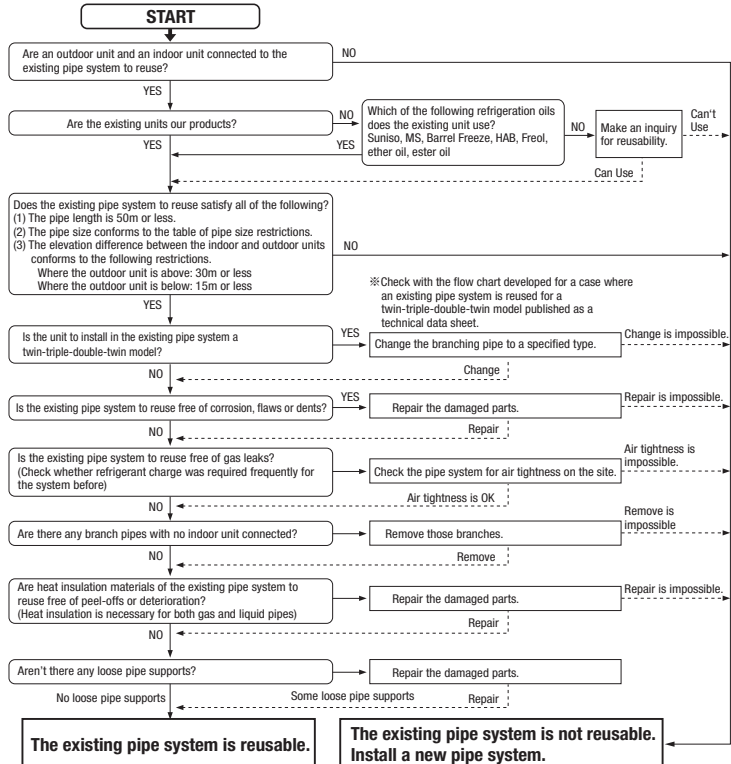 START
Are an outdoor unit and an indoor unit connected to the
existing pipe system to reuse?
NO
YES
Are the existing units our products?
NO
Which of the following refrigeration oils
does the existing unit use?
Suniso, MS, Barrel Freeze, HAB, Freol,
ether oil, ester oil
NO
Make an inquiry
for reusability.
Can't
Use
YES
YES
Can Use
Does the existing pipe system to reuse satisfy all of the following?
(1) The pipe length is 50m or less.
(2) The pipe size conforms to the table of pipe size restrictions.
(3) The elevation difference between the indoor and outdoor units
conforms to the following restrictions.
Where the outdoor unit is above: 30m or less
Where the outdoor unit is below: 15m or less
NO
YES
※Check with the flow chart developed for a case where
an existing pipe system is reused for a
twin-triple-double-twin model published as a
technical data sheet.
Is the unit to install in the existing pipe system a
twin-triple-double-twin model?
YES
Change the branching pipe to a specified type.
Change is impossible.
NO
Change
Is the existing pipe system to reuse free of corrosion, flaws or dents?
YES
Repair the damaged parts.
Repair is impossible.
NO
Repair
Is the existing pipe system to reuse free of gas leaks?
(Check whether refrigerant charge was required frequently for
the system before)
Check the pipe system for air tightness on the site.
Air tightness is
impossible.
NO
Air tightness is OK
Are there any branch pipes with no indoor unit connected?
Remove those branches.
Remove is
impossible
NO
Remove
Are heat insulation materials of the existing pipe system to
reuse free of peel-offs or deterioration?
(Heat insulation is necessary for both gas and liquid pipes)
Repair the damaged parts.
Repair is impossible.
NO
Repair
Aren't there any loose pipe supports?
Repair the damaged parts.
No loose pipe supports
Some loose pipe supports
Repair
The existing pipe system is reusable.
The existing pipe system is not reusable.
Install a new pipe system.